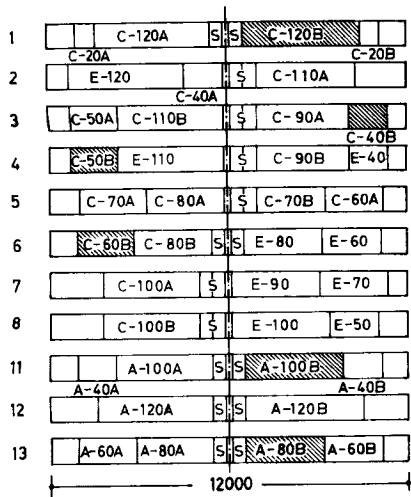 1 C-120A S S C-120B
C-20A C-20B
2 E-120 S C-110A
C-40A
3 C-50A C-110B S C-90A
C-40B
4 C-50B E-110 S C-90B E-40
5 C-70A C-80A S C-70B C-60A
6 C-60B C-80B S S E-80 E-60
7 C-100A S E-90 E-70
8 C-100B S E-100 E-50
11 A-100A S S A-100B
A-40A A-40B
12 A-120A S S A-120B
13 A-60A A-80A S S A-80B A-60B
12000